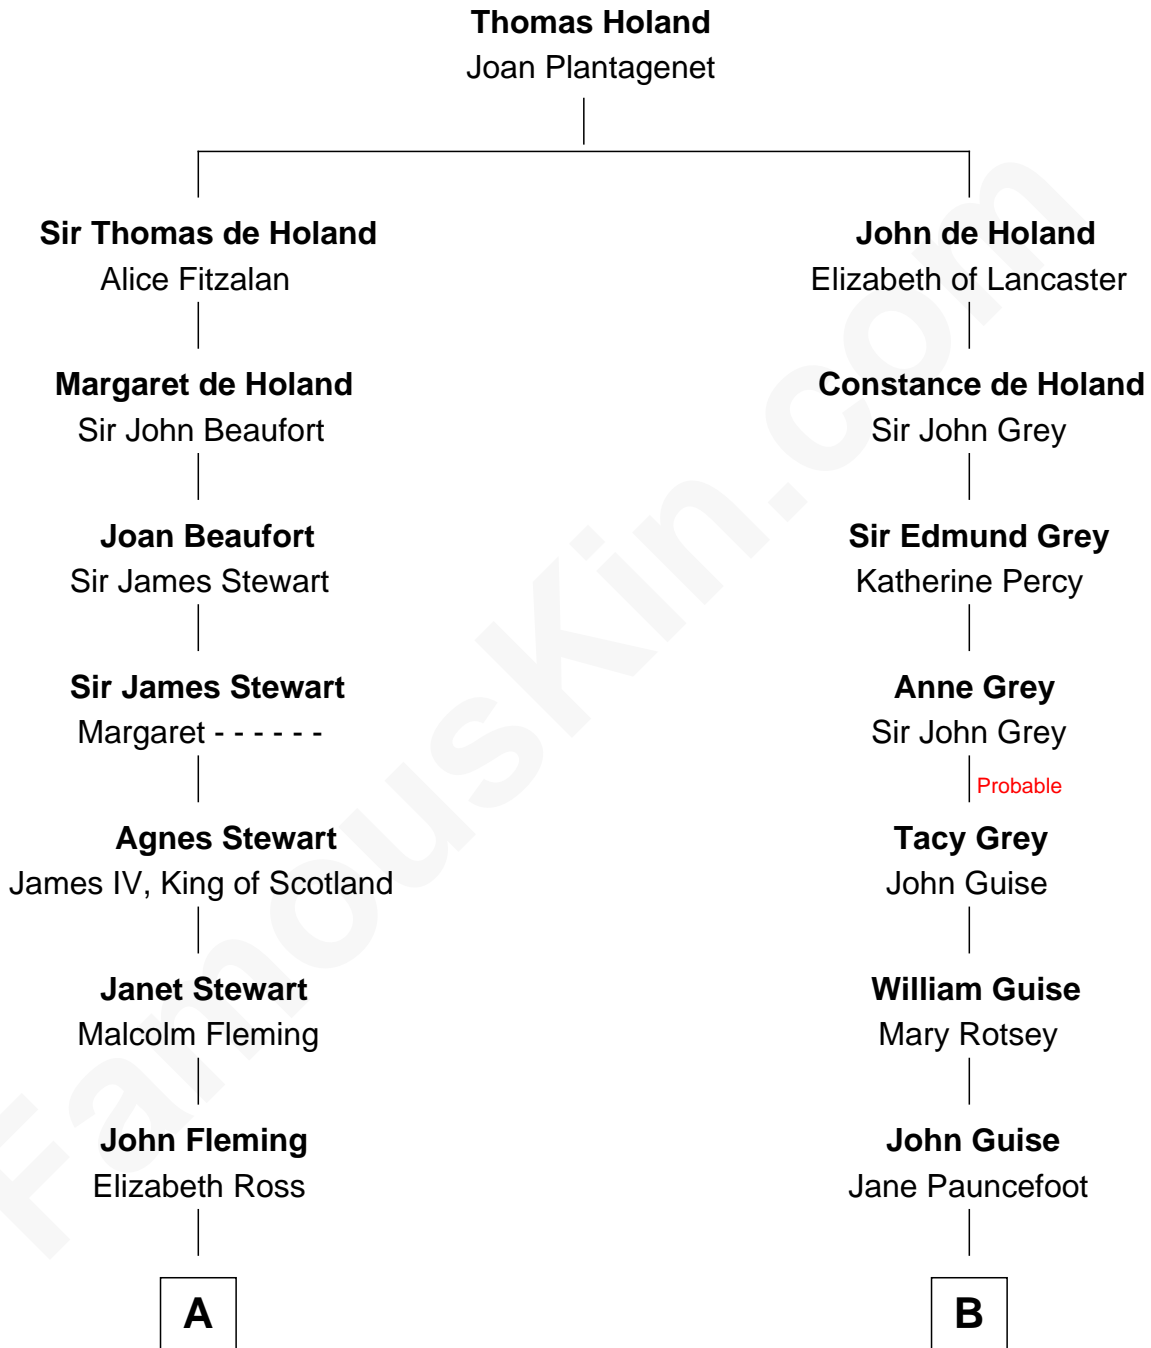 Thomas Holand
Joan Plantagenet
Sir Thomas de Holand
Alice Fitzalan
John de Holand
Elizabeth of Lancaster
Margaret de Holand
Sir John Beaufort
Constance de Holand
Sir John Grey
Joan Beaufort
Sir James Stewart
Sir Edmund Grey
Katherine Percy
Sir James Stewart
Margaret - - - - - -
Anne Grey
Sir John Grey
Probable
Agnes Stewart
James IV, King of Scotland
Tacy Grey
John Guise
Janet Stewart
Malcolm Fleming
William Guise
Mary Rotsey
John Fleming
Elizabeth Ross
John Guise
Jane Pauncefoot
A
B
FamousKin.com